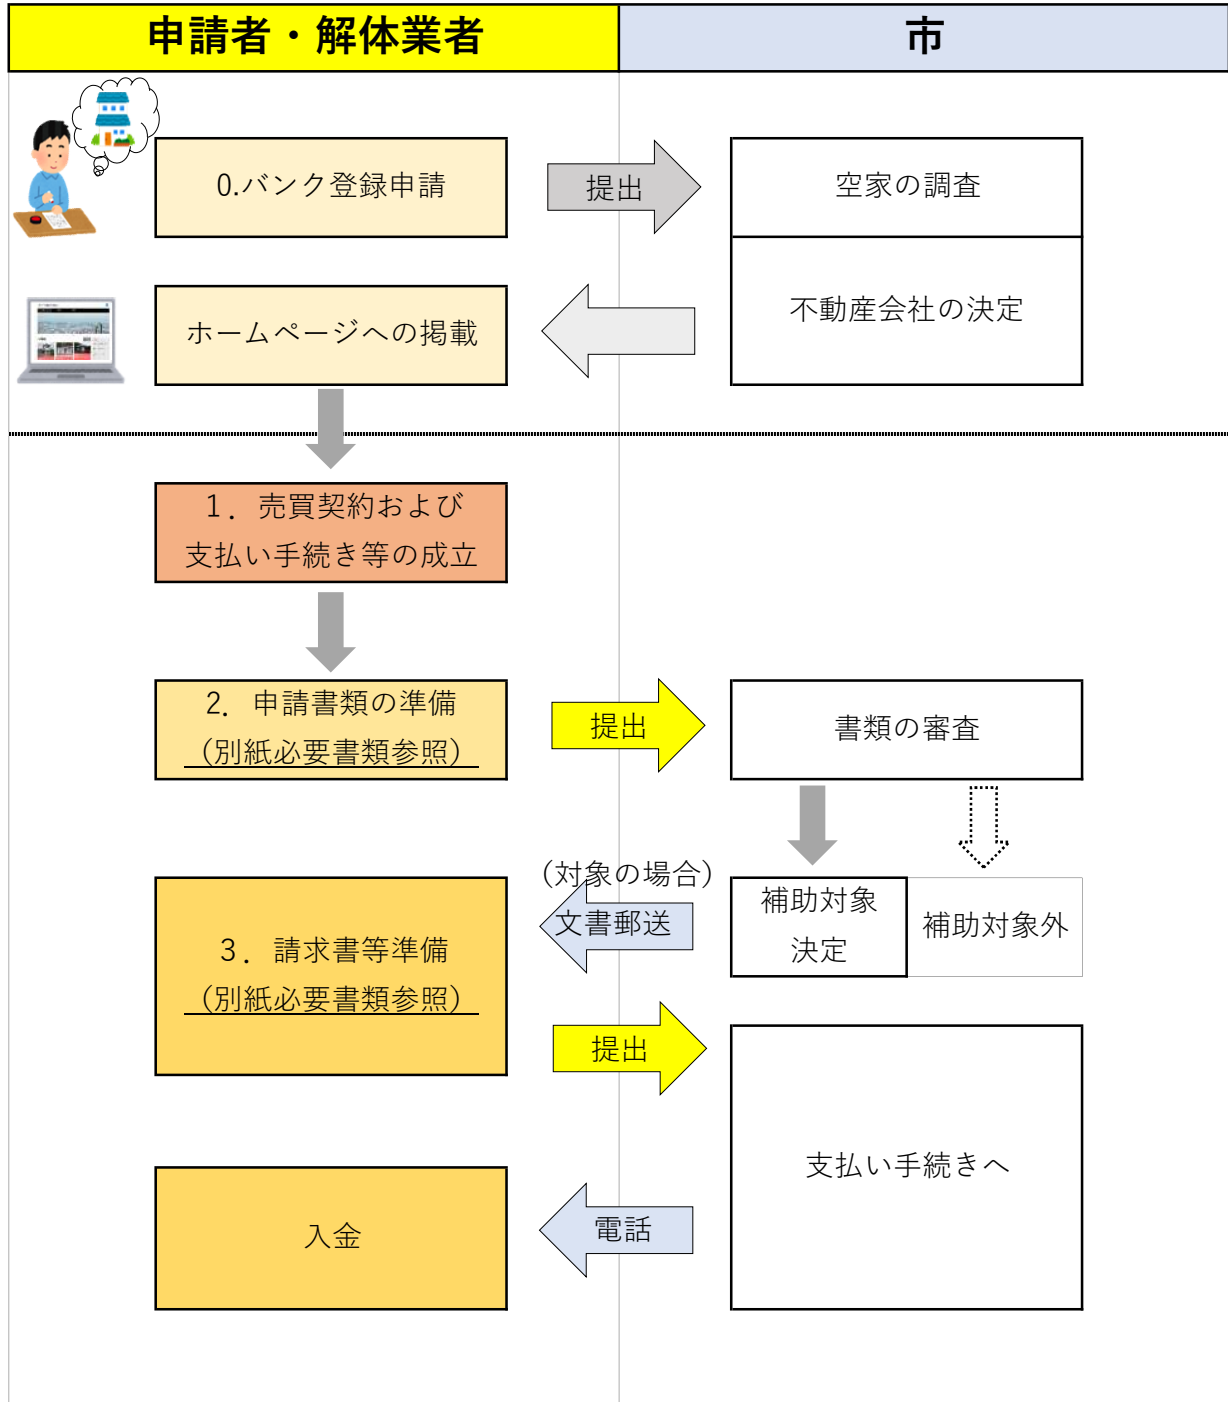 申請者・解体業者
市
0.バンク登録申請
提出
空家の調査
不動産会社の決定
ホームページへの掲載
１．売買契約および
支払い手続き等の成立
2．申請書類の準備
（別紙必要書類参照）
提出
書類の審査
（対象の場合）
文書郵送
補助対象
決定
補助対象外
３．請求書等準備
（別紙必要書類参照）
提出
支払い手続きへ
入金
電話